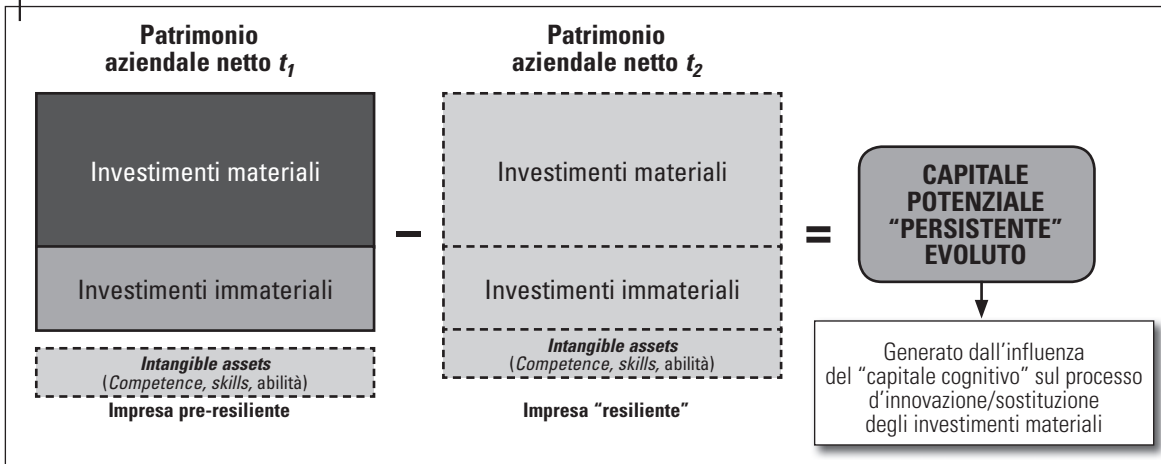 Patrimonio
aziendale netto t1
Investimenti materiali
Investimenti immateriali
Intangible assets
(Competence, skills, abilità)
Impresa pre-resiliente
–
Patrimonio
aziendale netto t2
Investimenti materiali
Investimenti immateriali
Intangible assets
(Competence, skills, abilità)
Impresa “resiliente”
=
CAPITALE
POTENZIALE
“PERSISTENTE”
EVOLUTO
Generato dall’influenza
del “capitale cognitivo” sul processo
d’innovazione/sostituzione
degli investimenti materiali